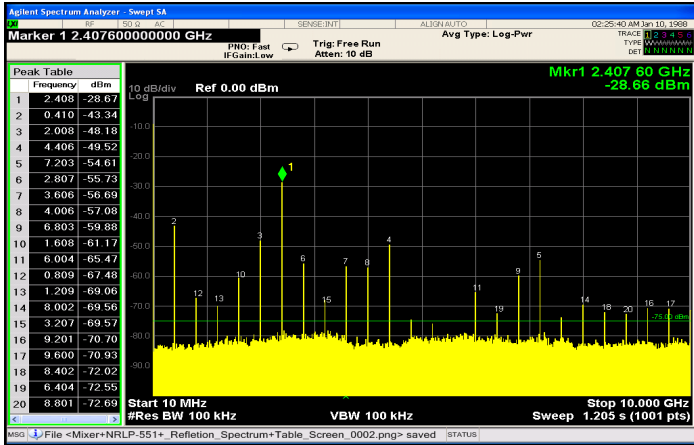 Agilent Spectrum Analyzer - Swept SA
RF 50 Ω AC SENSE:INT ALIGN AUTO 02:25:40 AM Jan 10, 1988
Marker 1 2.407600000000 GHz
PNO: Fast
IFGain:Low
Trig: Free Run
Atten: 10 dB
Avg Type: Log-Pwr
TRACE 1 2 3 4 5 6
TYPE
DET N N N N N N
Peak Table
Frequency dBm
1 2.408 -28.67
2 0.410 -43.34
3 2.008 -48.18
4 4.406 -49.52
5 7.203 -54.61
6 2.807 -55.73
7 3.606 -56.69
8 4.006 -57.08
9 6.803 -59.88
10 1.608 -61.17
11 6.004 -65.47
12 0.809 -67.48
13 1.209 -69.06
14 8.002 -69.56
15 3.207 -69.57
16 9.201 -70.70
17 9.600 -70.93
18 8.402 -72.02
19 6.404 -72.55
20 8.801 -72.69
Mkr1 2.407 60 GHz
-28.66 dBm
10 dB/div Ref 0.00 dBm
Log
-10.0
-20.0
-30.0
-40.0
-50.0
-60.0
-70.0
-80.0
-90.0
1
2
3
4
5
6
7
8
9
10
11
12
13
14
15
16
17
18
19
20
-75.00 dBm
Start 10 MHz Stop 10.000 GHz
#Res BW 100 kHz VBW 100 kHz Sweep 1.205 s (1001 pts)
MSG File <Mixer+NRLP-551+_Refletion_Spectrum+Table_Screen_0002.png> saved STATUS